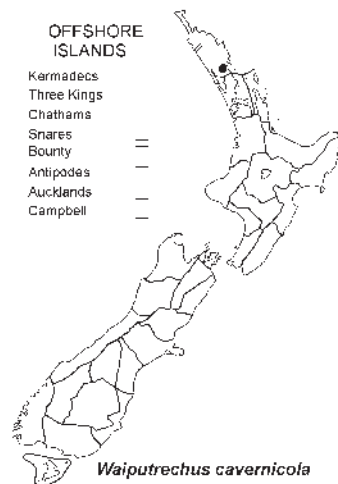 OFFSHORE
ISLANDS
Kermadecs
Three Kings
Chathams
Snares
Bounty
Antipodes
Aucklands
Campbell
Waiputrechus cavernicola